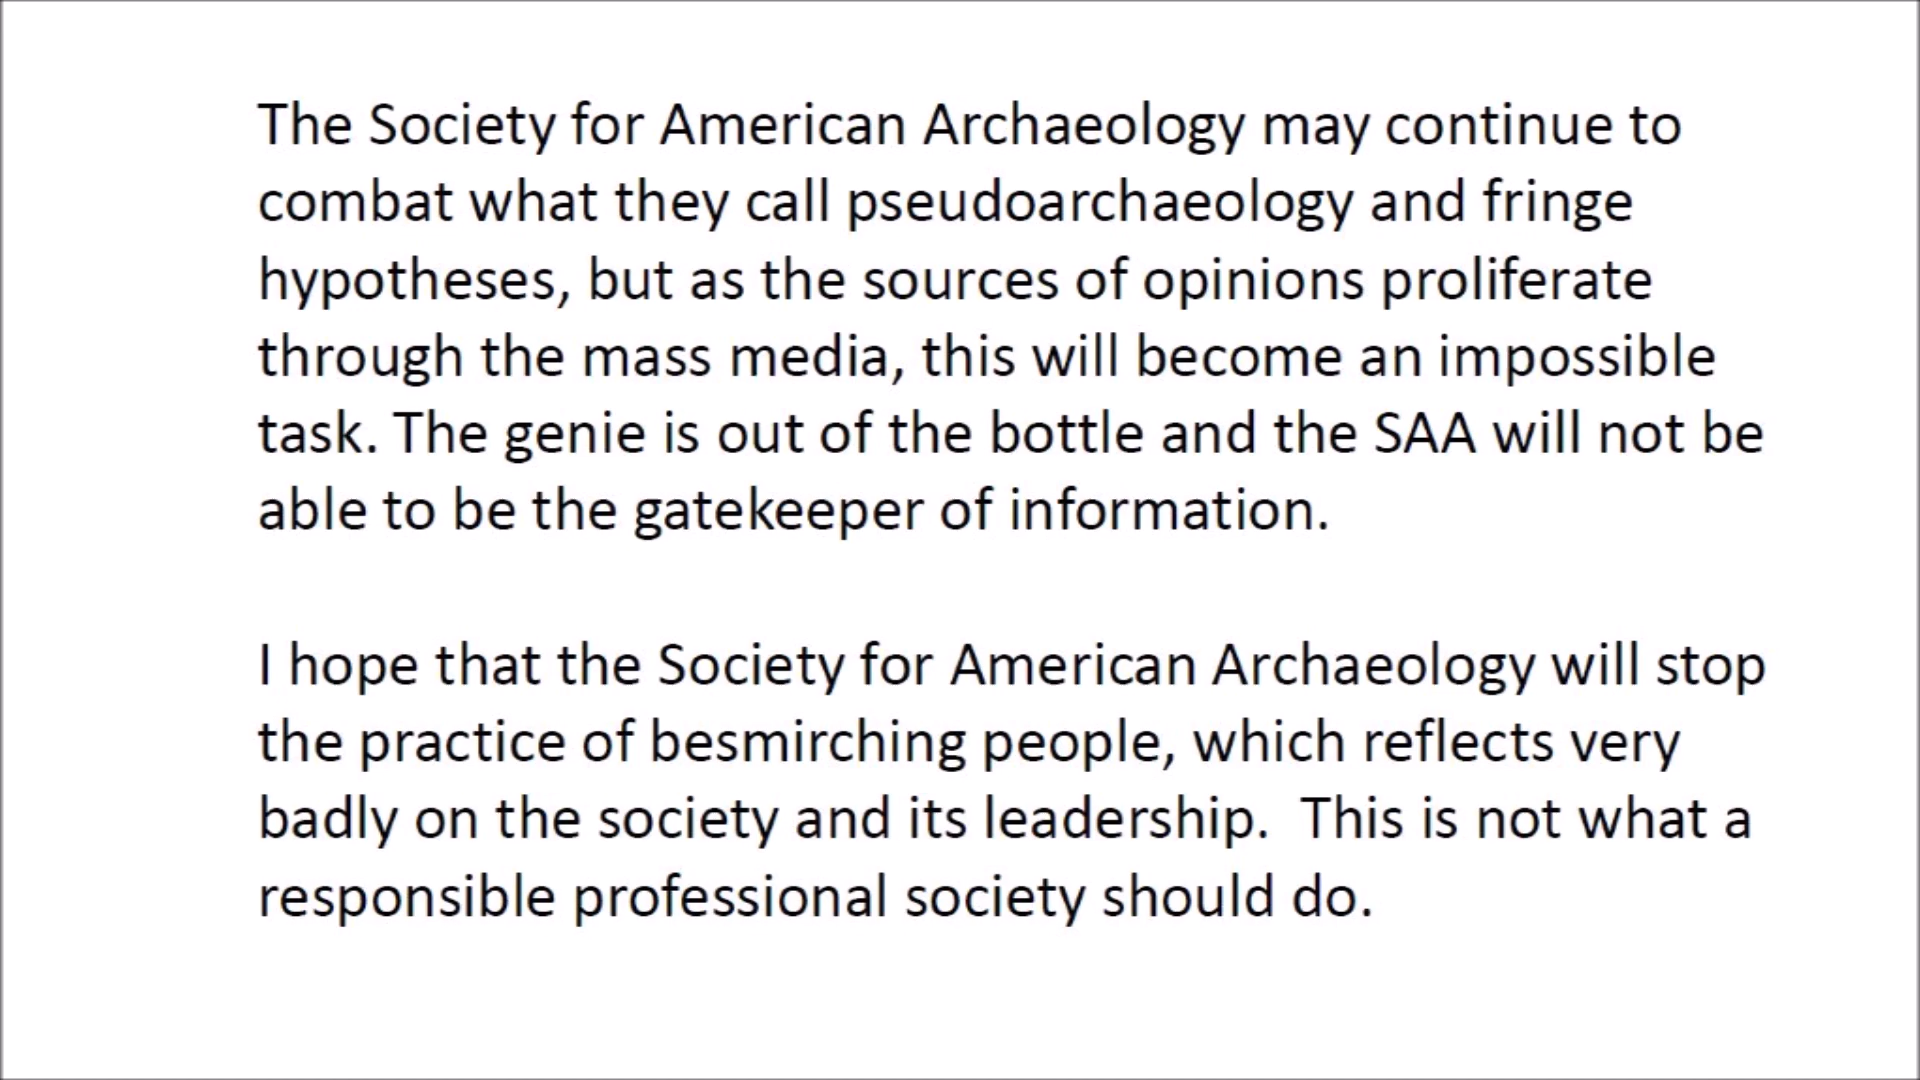 The Society for American Archaeology may continue to
combat what they call pseudoarchaeology and fringe
hypotheses, but as the sources of opinions proliferate
through the mass media, this will become an impossible
task. The genie is out of the bottle and the SAA will not be
able to be the gatekeeper of information.
I hope that the Society for American Archaeology will stop
the practice of besmirching people, which reflects very
badly on the society and its leadership.  This is not what a
responsible professional society should do.